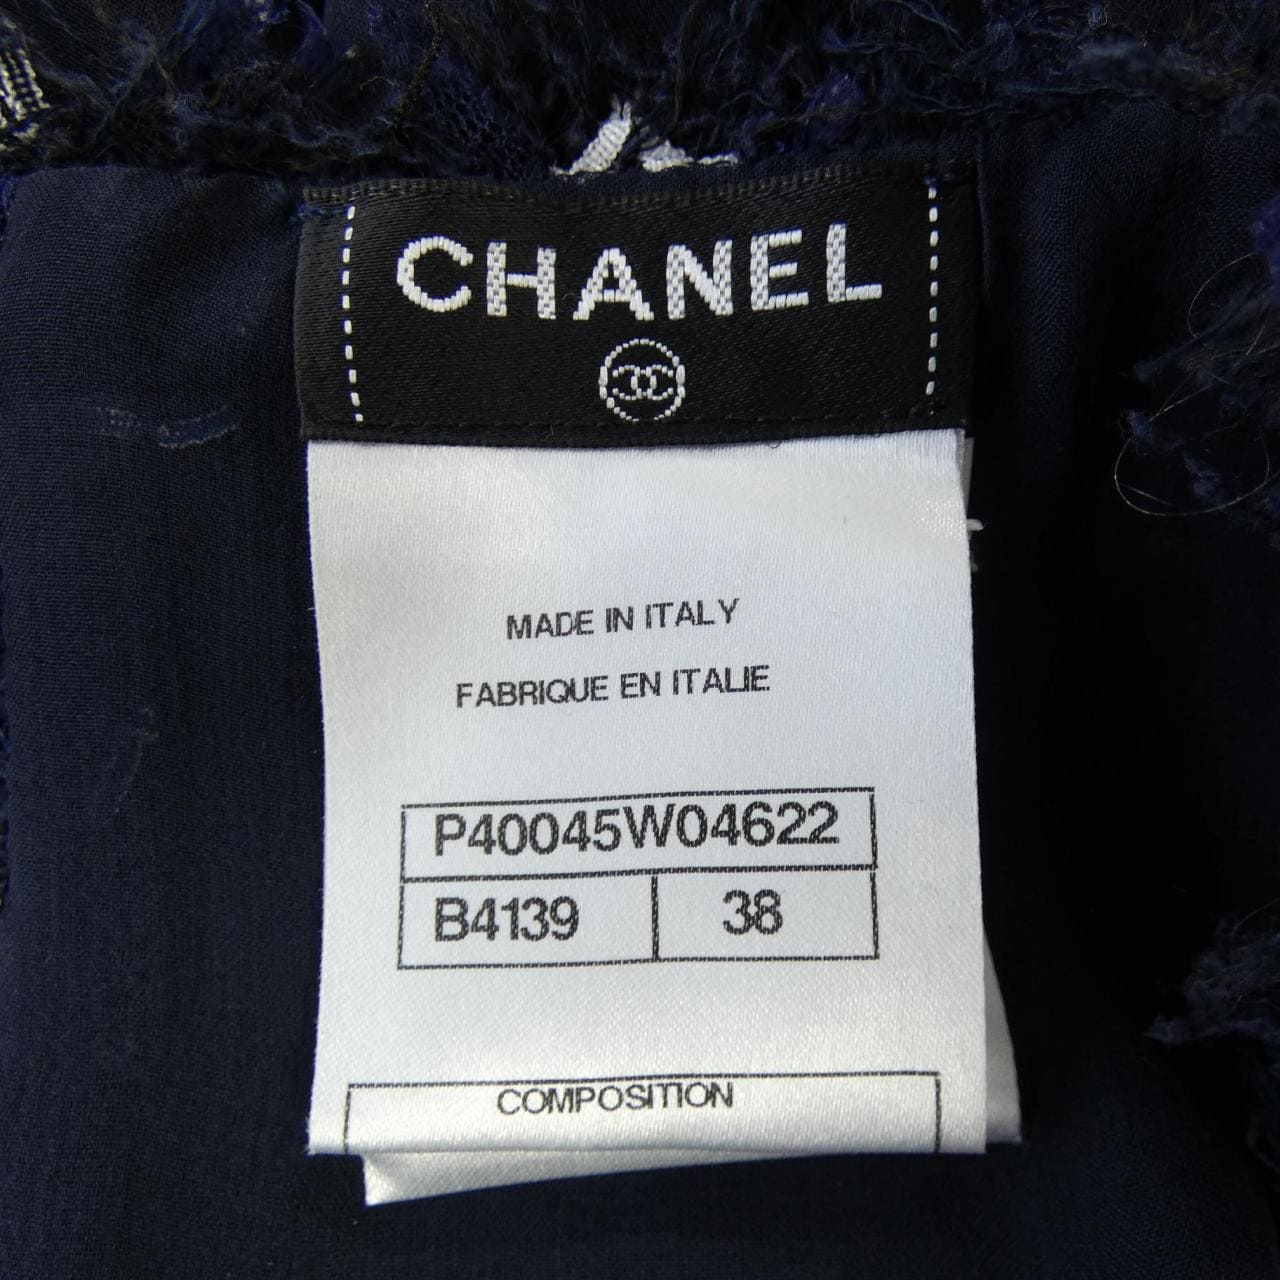 CHANEL
MADE IN ITALY
FABRIQUE EN ITALIE
P40045W04622
B4139 38
COMPOSITION